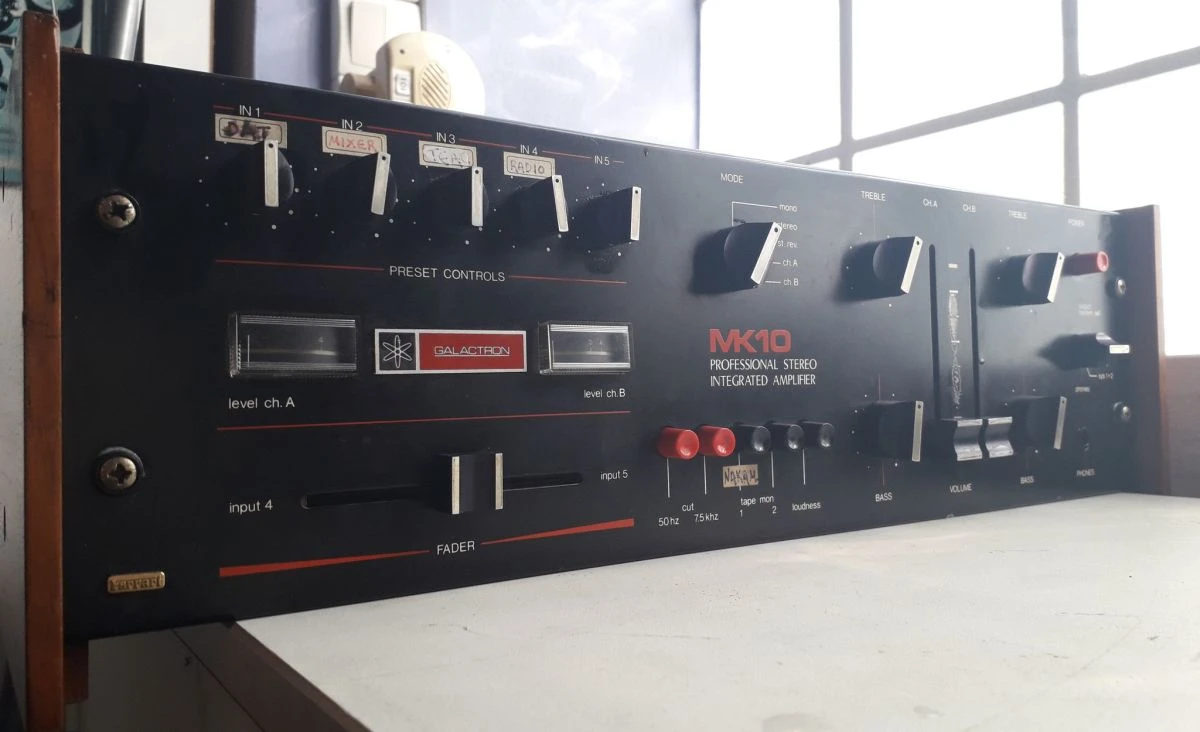 IN 1
IN 2
IN 3
IN 4
IN 5
DAT
MIXER
RADIO
PRESET CONTROLS
GALACTRON
level ch. A
level ch. B
input 4
input 5
FADER
Ferrari
MODE
mono
stereo
st. rev.
ch. A
ch. B
MK10
PROFESSIONAL STEREO
INTEGRATED AMPLIFIER
cut
50 hz
7.5 khz
NAKAM
tape mon
1
2
loudness
TREBLE
CH. A
CH. B
TREBLE
POWER
BASS
VOLUME
BASS
PHONES